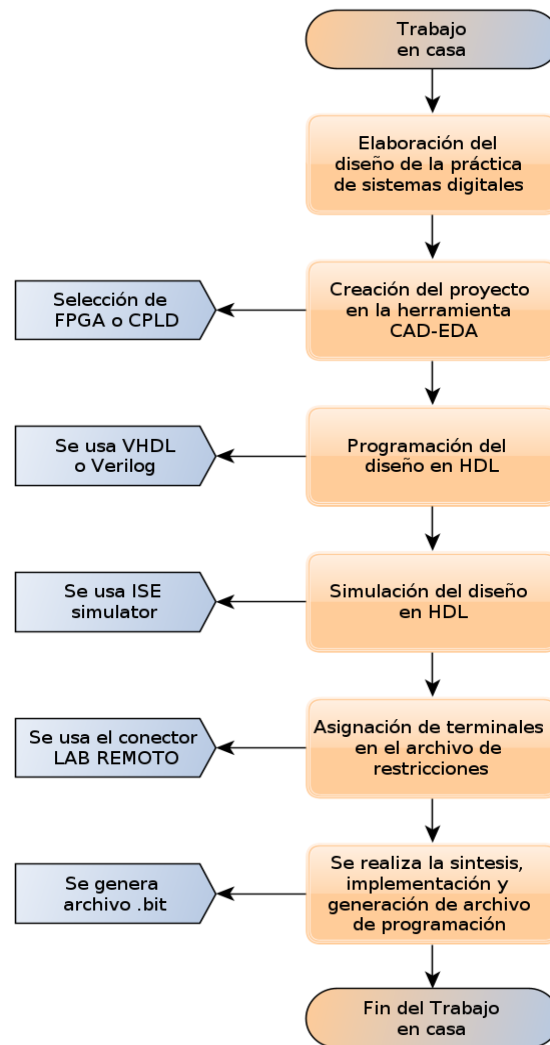 Trabajo
en casa
Elaboración del
diseño de la práctica
de sistemas digitales
Selección de
FPGA o CPLD
Creación del proyecto
en la herramienta
CAD-EDA
Se usa VHDL
o Verilog
Programación del
diseño en HDL
Se usa ISE
simulator
Simulación del diseño
en HDL
Se usa el conector
LAB REMOTO
Asignación de terminales
en el archivo de
restricciones
Se genera
archivo .bit
Se realiza la sintesis,
implementación y
generación de archivo
de programación
Fin del Trabajo
en casa